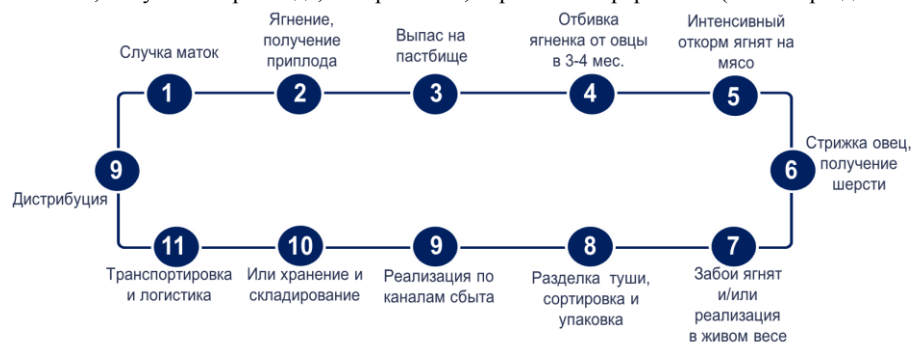 Случка маток
1
Ягнение,
получение
приплода
2
Выпас на
пастбище
3
Отбивка
ягненка от овцы
в 3-4 мес.
4
Интенсивный
откорм ягнят на
мясо
5
Стрижка овец,
получение
шерсти
6
7
Забои ягнят
и/или
реализация
в живом весе
8
Разделка туши,
сортировка и
упаковка
9
Реализация по
каналам сбыта
10
Или хранение и
складирование
11
Транспортировка
и логистика
9
Дистрибуция